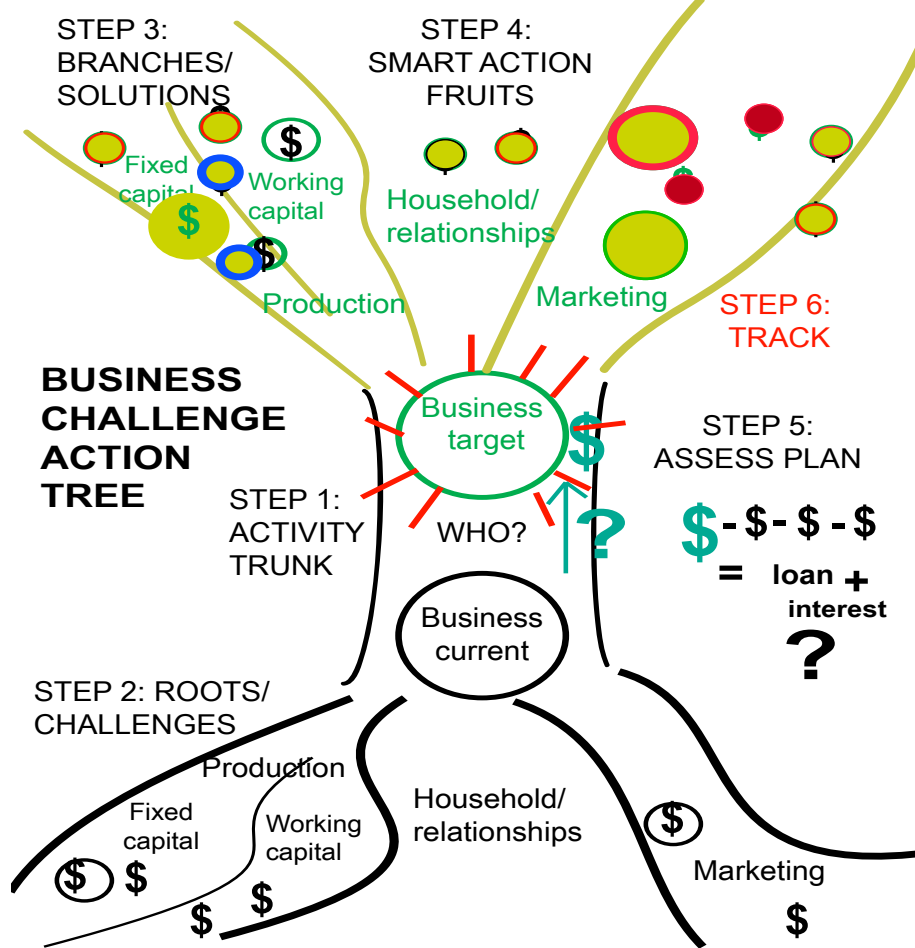 STEP 3:
BRANCHES/
SOLUTIONS
STEP 4:
SMART ACTION
FRUITS
$
Fixed
capital
Working
capital
$
$
Production
Household/
relationships
$
$
Marketing
STEP 6:
TRACK
BUSINESS
CHALLENGE
ACTION
TREE
Business
target
$
STEP 1:
ACTIVITY
TRUNK
WHO?
?
STEP 5:
ASSESS PLAN
$ - $ - $ - $
= loan +
interest
?
Business
current
STEP 2: ROOTS/
CHALLENGES
Production
Fixed
capital
Working
capital
$ $
$
$
Household/
relationships
$
Marketing
$